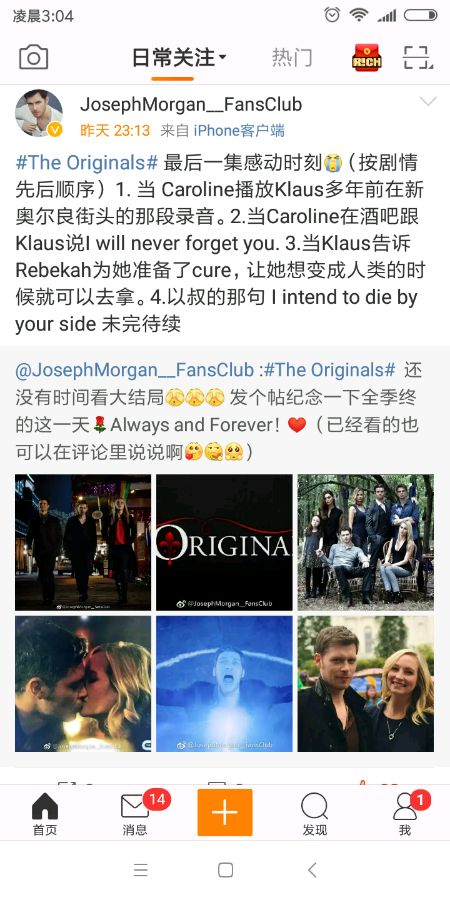 凌晨3:04
日常关注
热门
RICH
JosephMorgan__FansClub
昨天 23:13 来自 iPhone客户端
#The Originals# 最后一集感动时刻😭（按剧情
先后顺序）1. 当 Caroline播放Klaus多年前在新
奥尔良街头的那段录音。2.当Caroline在酒吧跟
Klaus说I will never forget you. 3.当Klaus告诉
Rebekah为她准备了cure，让她想变成人类的时
候就可以去拿。4.以叔的那句 I intend to die by
your side 未完待续
@JosephMorgan__FansClub :#The Originals# 还
没有时间看大结局 发个帖纪念一下全季终
的这一天🌹Always and Forever！❤（已经看的也
可以在评论里说说啊）
ORIGINA
@JosephMorgan__FansClub
@JosephMorgan__FansClub
@JosephMorgan__FansClub
@JosephMorgan__FansClub
14
1
首页
消息
发现
我